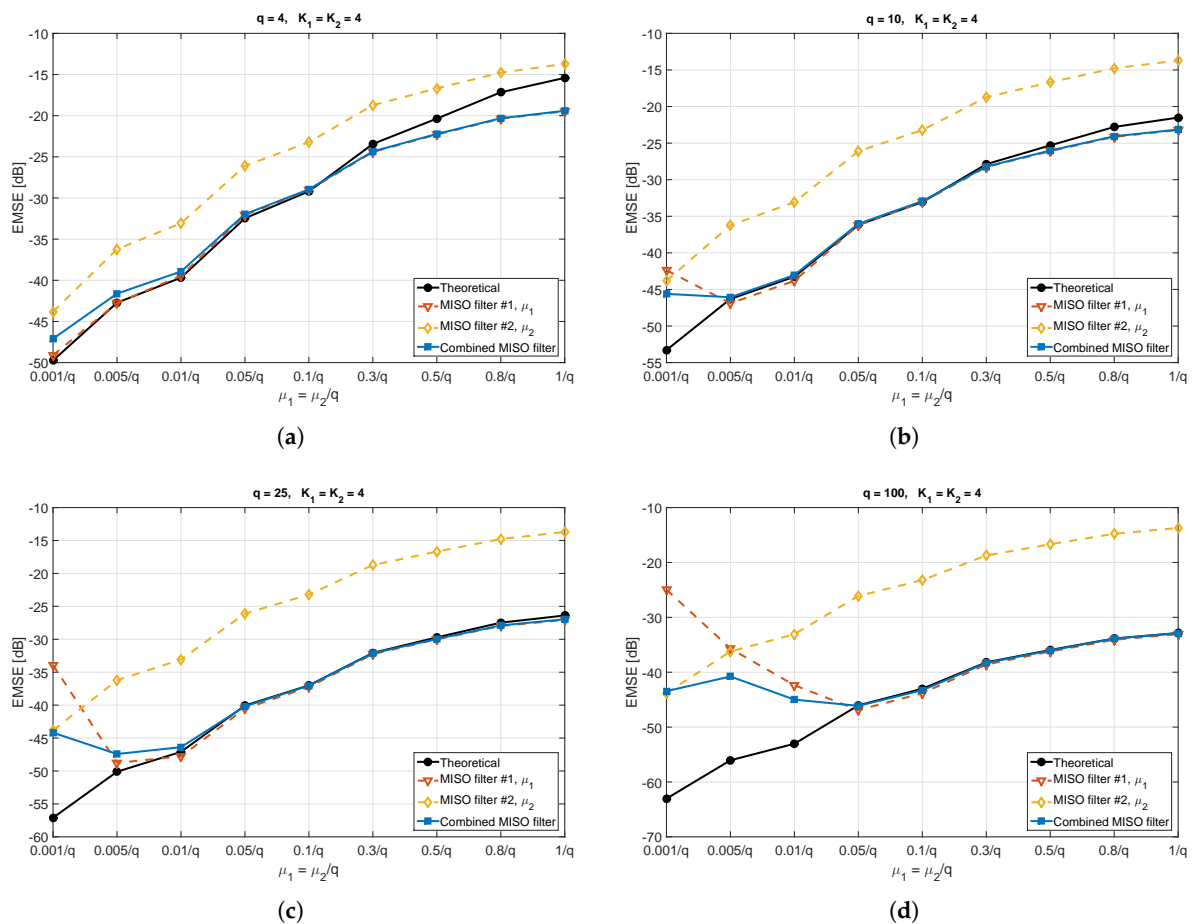 q = 4, K1 = K2 = 4
-10
-15
-20
-25
-30
-35
-40
-45
-50
EMSE [dB]
0.001/q 0.005/q 0.01/q 0.05/q 0.1/q 0.3/q 0.5/q 0.8/q 1/q
μ1 = μ2/q
Theoretical
MISO filter #1, μ1
MISO filter #2, μ2
Combined MISO filter
(a)
q = 10, K1 = K2 = 4
-10
-15
-20
-25
-30
-35
-40
-45
-50
-55
EMSE [dB]
0.001/q 0.005/q 0.01/q 0.05/q 0.1/q 0.3/q 0.5/q 0.8/q 1/q
μ1 = μ2/q
Theoretical
MISO filter #1, μ1
MISO filter #2, μ2
Combined MISO filter
(b)
q = 25, K1 = K2 = 4
-10
-15
-20
-25
-30
-35
-40
-45
-50
-55
-60
EMSE [dB]
0.001/q 0.005/q 0.01/q 0.05/q 0.1/q 0.3/q 0.5/q 0.8/q 1/q
μ1 = μ2/q
Theoretical
MISO filter #1, μ1
MISO filter #2, μ2
Combined MISO filter
(c)
q = 100, K1 = K2 = 4
-10
-20
-30
-40
-50
-60
-70
EMSE [dB]
0.001/q 0.005/q 0.01/q 0.05/q 0.1/q 0.3/q 0.5/q 0.8/q 1/q
μ1 = μ2/q
Theoretical
MISO filter #1, μ1
MISO filter #2, μ2
Combined MISO filter
(d)